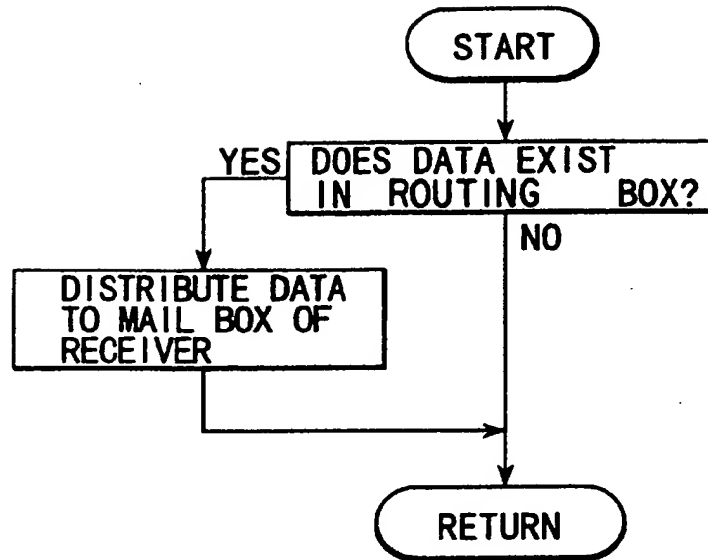 START
YES
DOES DATA EXIST
IN ROUTING BOX?
NO
DISTRIBUTE DATA
TO MAIL BOX OF
RECEIVER
RETURN